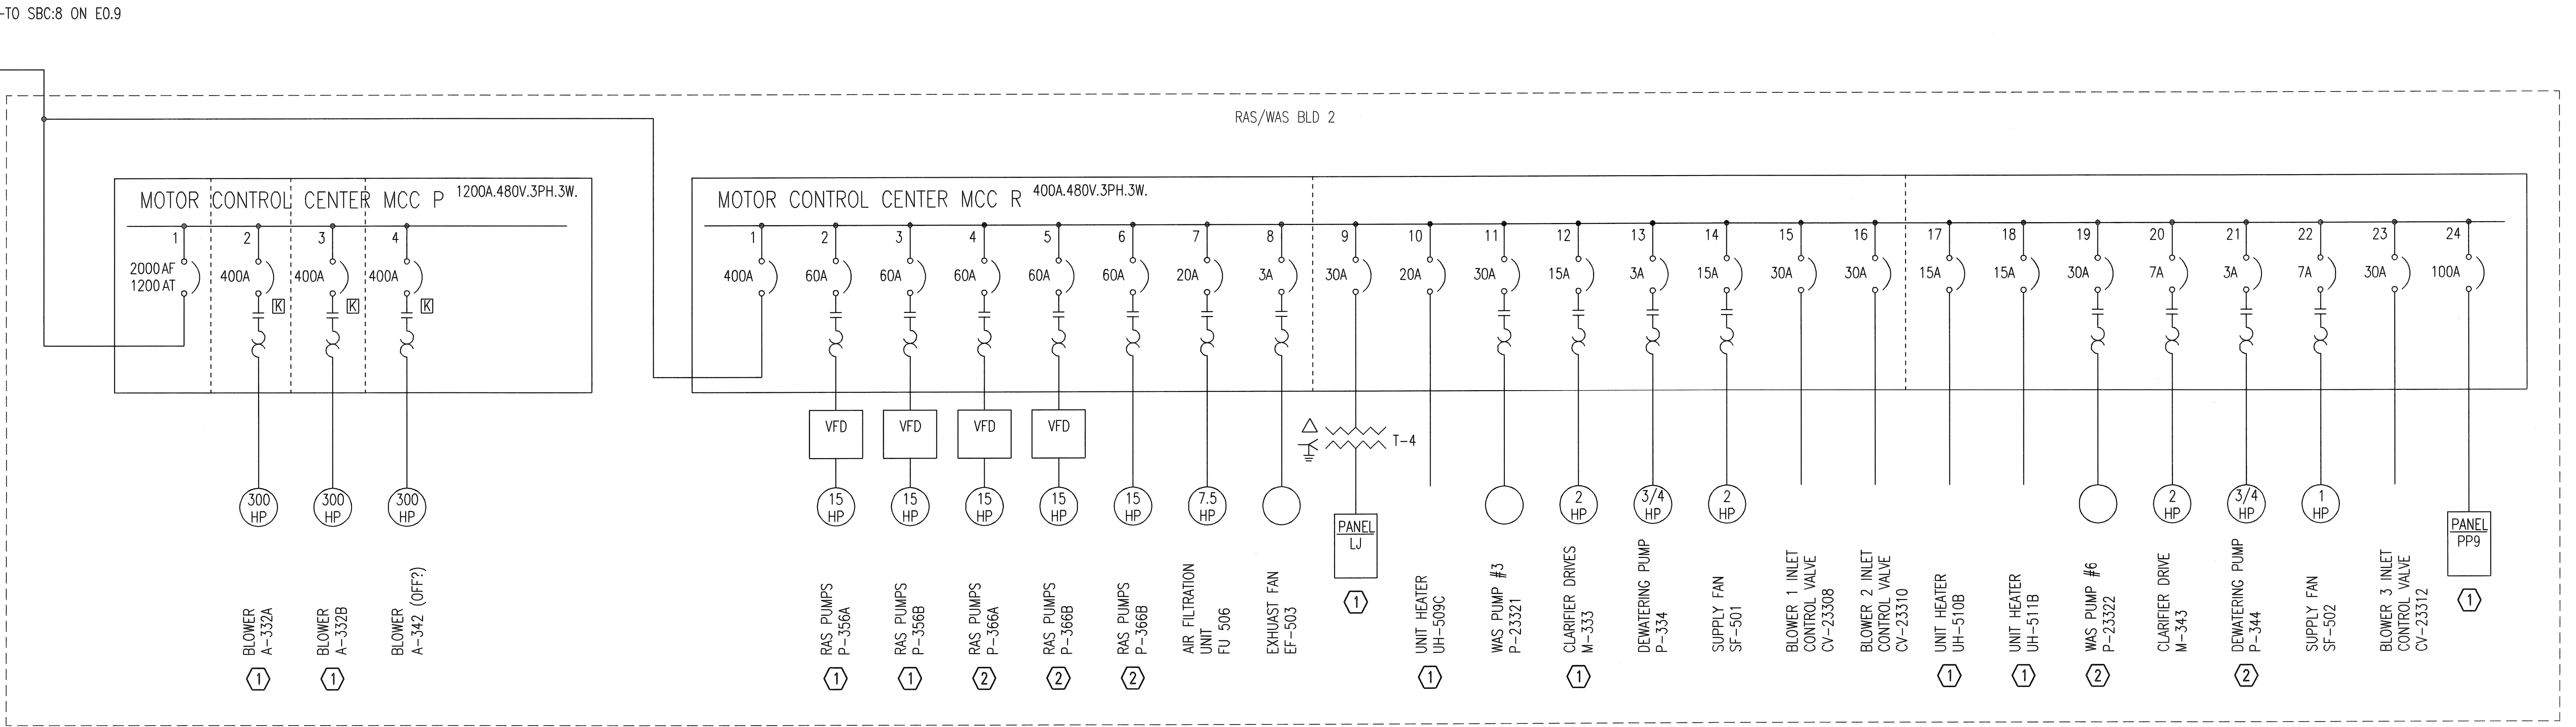 -TO SBC:8 ON E0.9
RAS/WAS BLD 2
MOTOR CONTROL CENTER MCC P 1200A.480V.3PH.3W.
1 2 3 4
2000AF
1200AT
400A 400A 400A
K K K
300
HP
300
HP
300
HP
BLOWER
A-332A
1
BLOWER
A-332B
1
BLOWER
A-342 (OFF?)
MOTOR CONTROL CENTER MCC R 400A.480V.3PH.3W.
1 2 3 4 5 6 7 8 9 10 11 12 13 14 15 16 17 18 19 20 21 22 23 24
400A 60A 60A 60A 60A 60A 20A 3A 30A 20A 30A 15A 3A 15A 30A 30A 15A 15A 30A 7A 3A 7A 30A 100A
VFD VFD VFD VFD
T-4
15
HP
15
HP
15
HP
15
HP
15
HP
7.5
HP
2
HP
3/4
HP
2
HP
2
HP
3/4
HP
1
HP
RAS PUMPS
P-356A
1
RAS PUMPS
P-356B
1
RAS PUMPS
P-366A
2
RAS PUMPS
P-366B
2
RAS PUMPS
P-366B
2
AIR FILTRATION
UNIT
FU 506
EXHUAST FAN
EF-503
PANEL
LJ
1
UNIT HEATER
UH-509C
1
WAS PUMP #3
P-23321
CLARIFIER DRIVES
M-333
1
DEWATERING PUMP
P-334
SUPPLY FAN
SF-501
BLOWER 1 INLET
CONTROL VALVE
CV-23308
BLOWER 2 INLET
CONTROL VALVE
CV-23310
UNIT HEATER
UH-510B
1
UNIT HEATER
UH-511B
1
WAS PUMP #6
P-23322
2
CLARIFIER DRIVE
M-343
DEWATERING PUMP
P-344
2
SUPPLY FAN
SF-502
BLOWER 3 INLET
CONTROL VALVE
CV-23312
PANEL
PP9
1